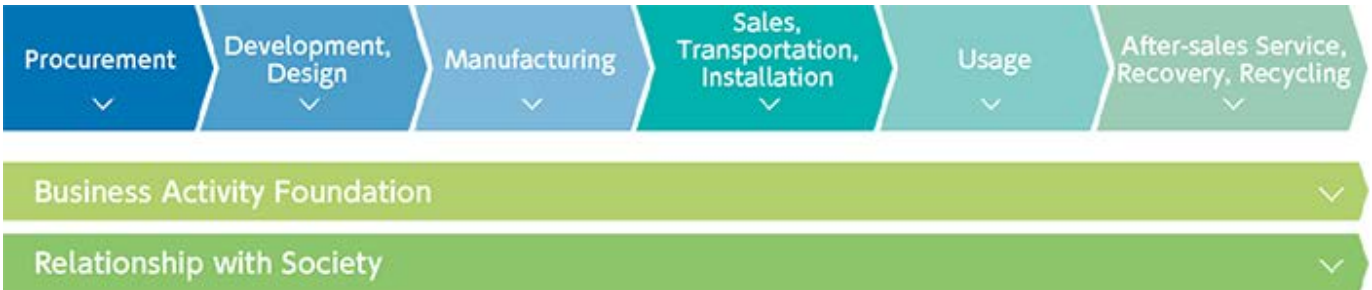 Procurement
Development,
Design
Manufacturing
Sales,
Transportation,
Installation
Usage
After-sales Service,
Recovery, Recycling
Business Activity Foundation
Relationship with Society